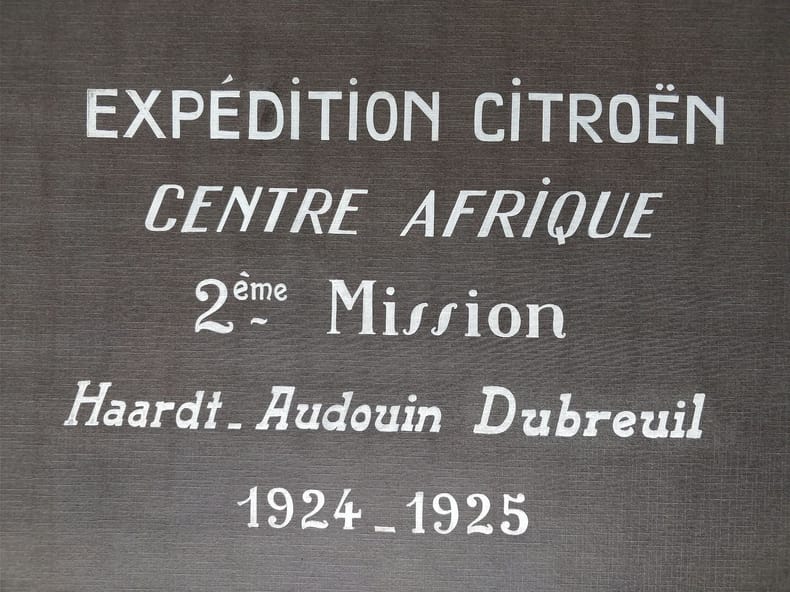 EXPÉDITION CITROËN
CENTRE AFRIQUE
2ème Mission
Haardt - Audouin Dubreuil
1924 - 1925